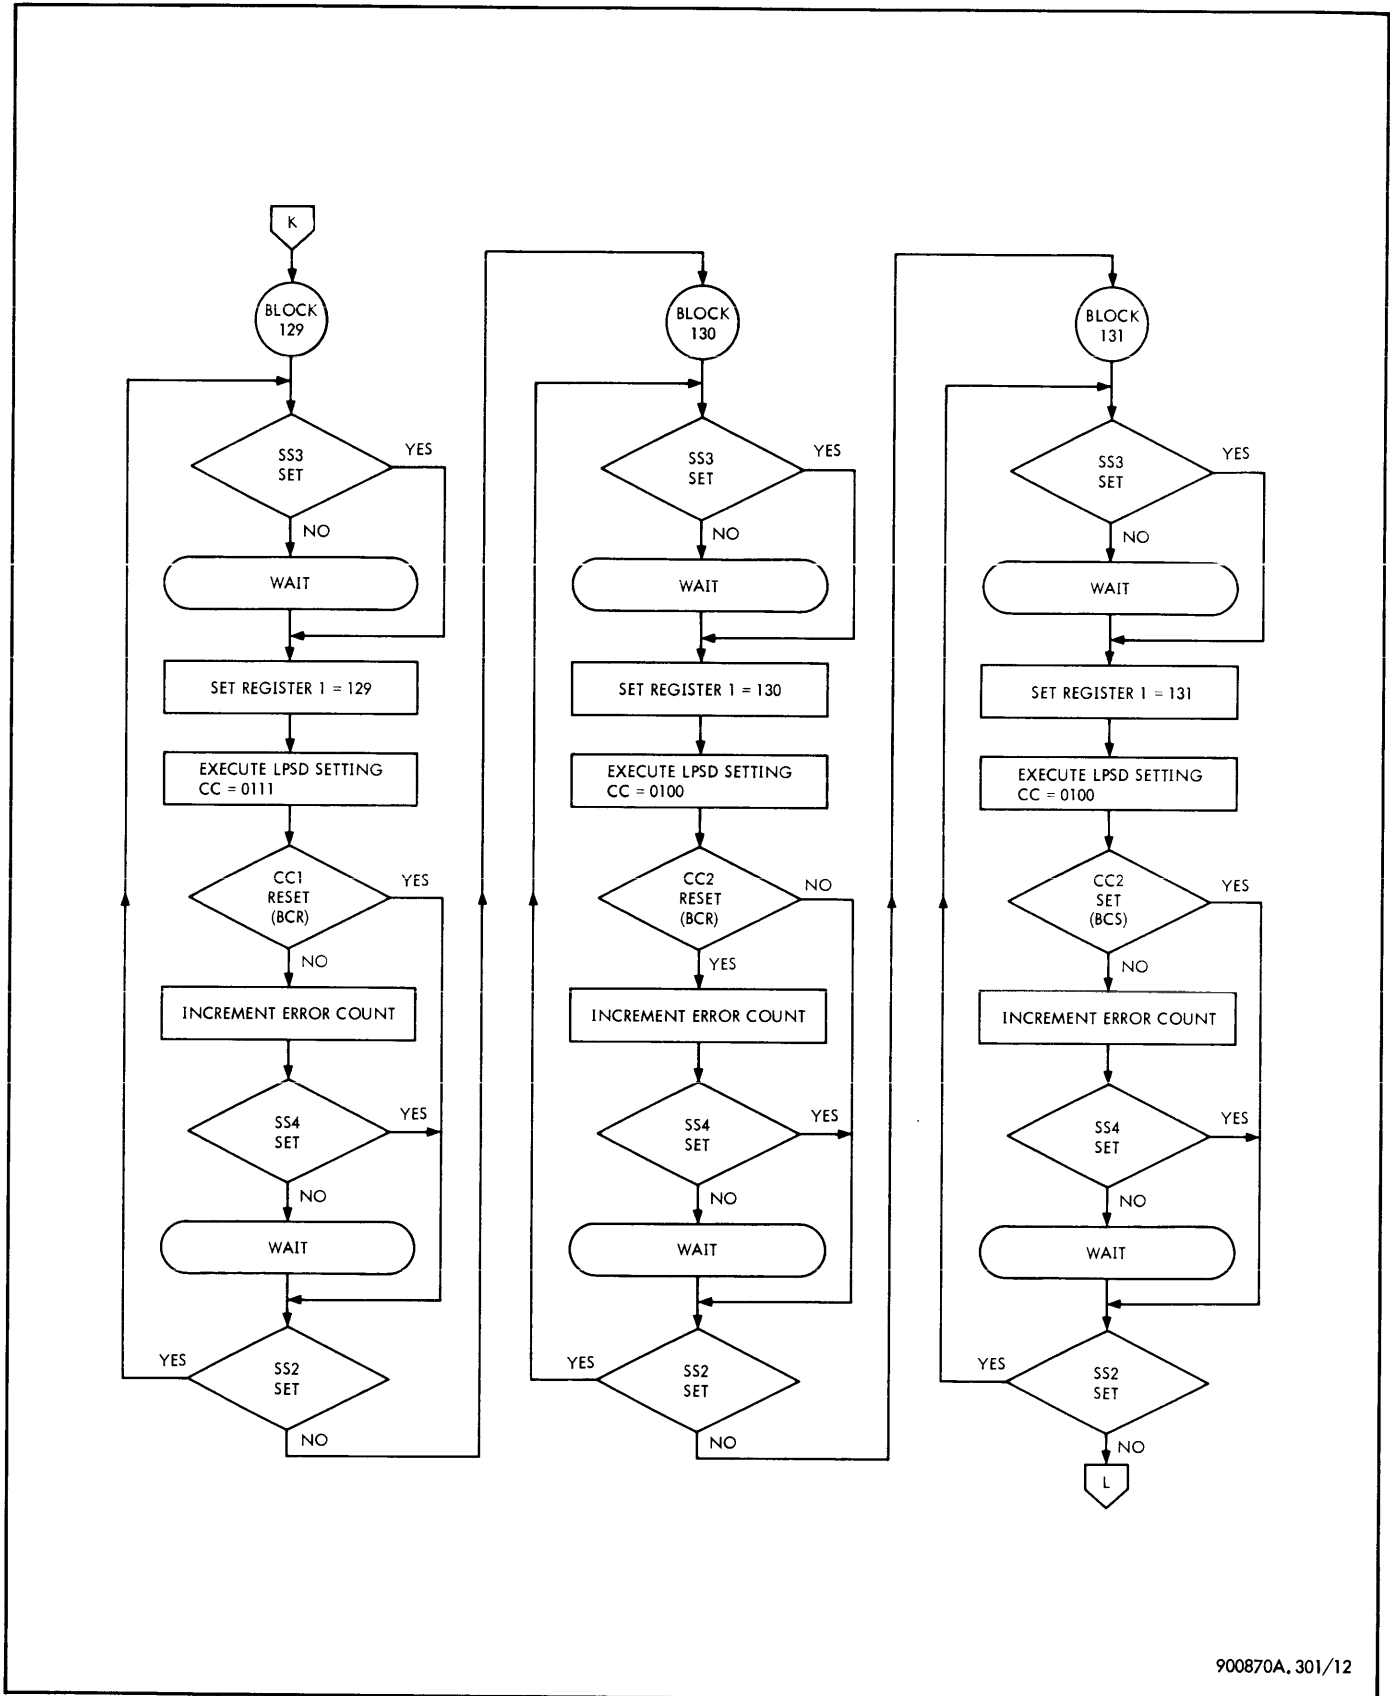 K
BLOCK
129
SS3
SET
YES
NO
WAIT
SET REGISTER 1 = 129
EXECUTE LPSD SETTING
CC = 0111
CC1
RESET
(BCR)
YES
NO
INCREMENT ERROR COUNT
SS4
SET
YES
NO
WAIT
SS2
SET
YES
NO
BLOCK
130
SS3
SET
YES
NO
WAIT
SET REGISTER 1 = 130
EXECUTE LPSD SETTING
CC = 0100
CC2
RESET
(BCR)
NO
YES
INCREMENT ERROR COUNT
SS4
SET
YES
NO
WAIT
SS2
SET
YES
NO
BLOCK
131
SS3
SET
YES
NO
WAIT
SET REGISTER 1 = 131
EXECUTE LPSD SETTING
CC = 0100
CC2
SET
(BCS)
YES
NO
INCREMENT ERROR COUNT
SS4
SET
YES
NO
WAIT
SS2
SET
YES
NO
L
900870A. 301/12